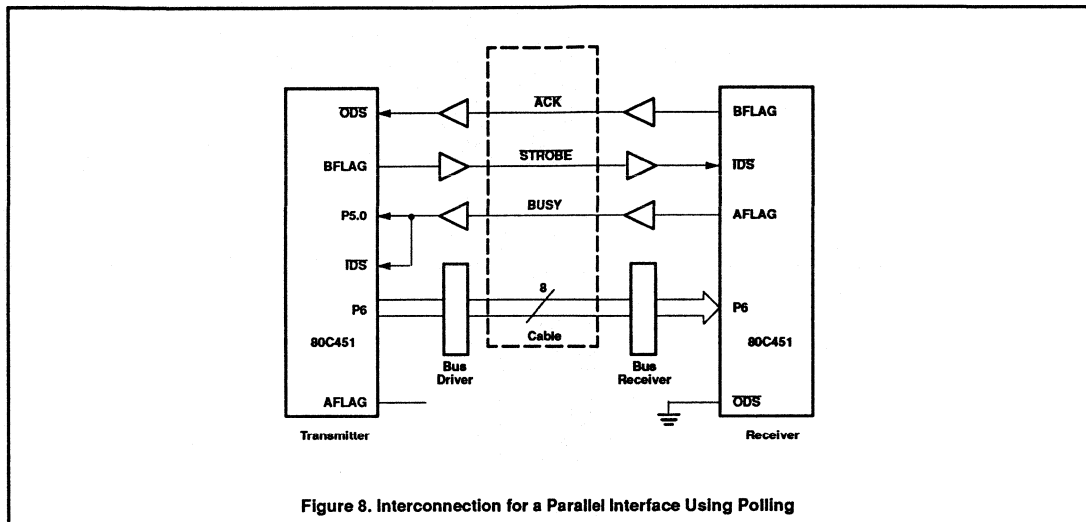 ODS
ACK
BFLAG
BFLAG
STROBE
IDS
P5.0
BUSY
AFLAG
IDS
8
P6
P6
80C451
Cable
80C451
Bus
Driver
Bus
Receiver
AFLAG
ODS
Transmitter
Receiver
Figure 8. Interconnection for a Parallel Interface Using Polling